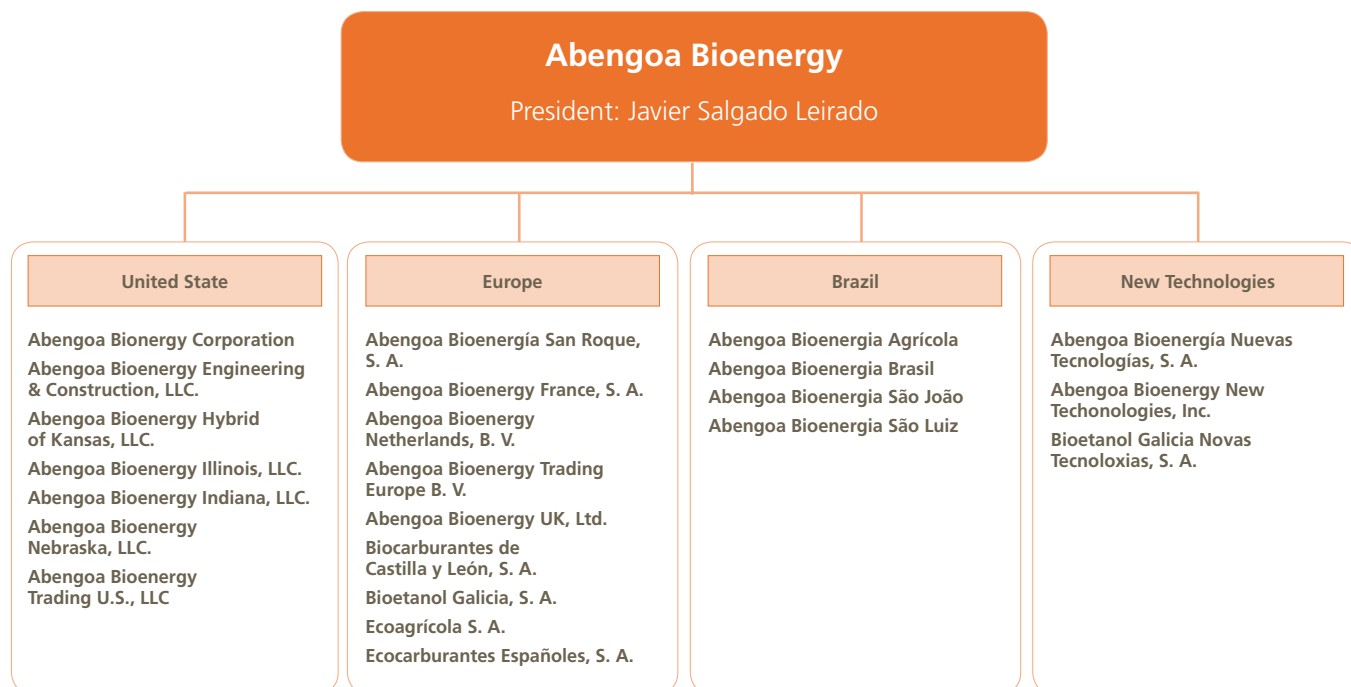 Abengoa Bioenergy
President: Javier Salgado Leirado
United State
Abengoa Bionergy Corporation
Abengoa Bioenergy Engineering
& Construction, LLC.
Abengoa Bioenergy Hybrid
of Kansas, LLC.
Abengoa Bioenergy Illinois, LLC.
Abengoa Bioenergy Indiana, LLC.
Abengoa Bioenergy
Nebraska, LLC.
Abengoa Bioenergy
Trading U.S., LLC
Europe
Abengoa Bioenergía San Roque,
S. A.
Abengoa Bioenergy France, S. A.
Abengoa Bioenergy
Netherlands, B. V.
Abengoa Bioenergy Trading
Europe B. V.
Abengoa Bioenergy UK, Ltd.
Biocarburantes de
Castilla y León, S. A.
Bioetanol Galicia, S. A.
Ecoagrícola S. A.
Ecocarburantes Españoles, S. A.
Brazil
Abengoa Bioenergia Agrícola
Abengoa Bioenergia Brasil
Abengoa Bioenergia São João
Abengoa Bioenergia São Luiz
New Technologies
Abengoa Bioenergía Nuevas
Tecnologías, S. A.
Abengoa Bioenergy New
Techonologies, Inc.
Bioetanol Galicia Novas
Tecnoloxias, S. A.